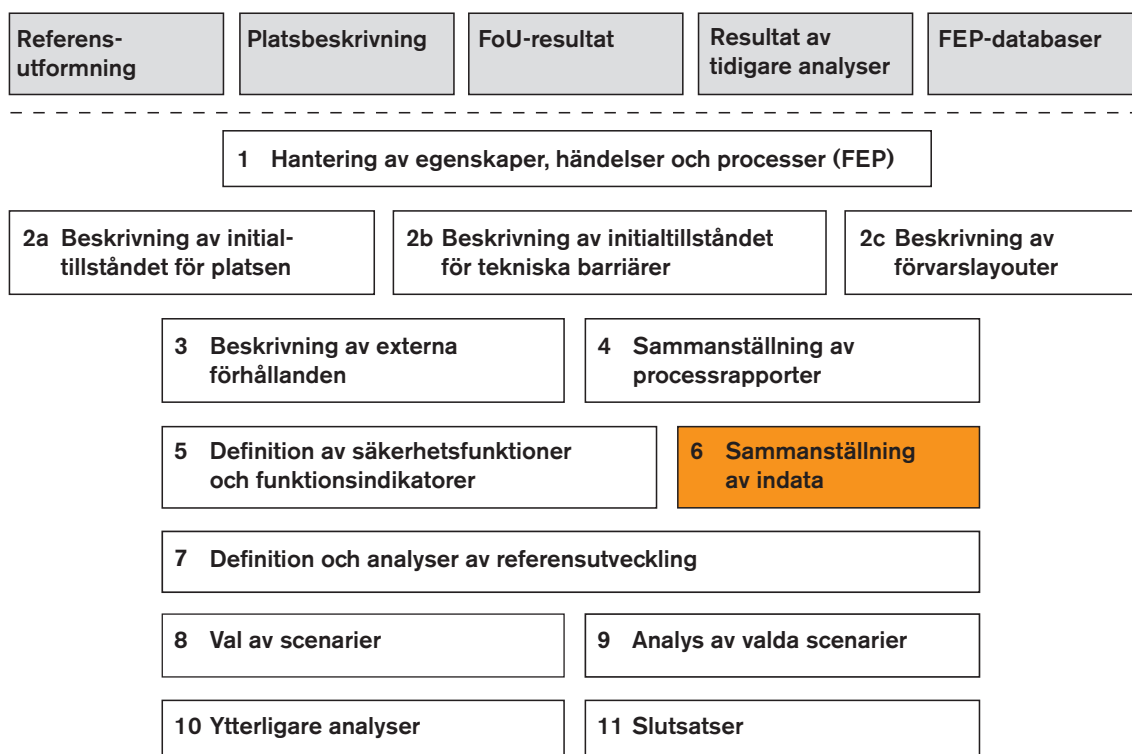 Referens-
utformning
Platsbeskrivning
FoU-resultat
Resultat av
tidigare analyser
FEP-databaser
1 Hantering av egenskaper, händelser och processer (FEP)
2a Beskrivning av initial-
tillståndet för platsen
2b Beskrivning av initialtillståndet
för tekniska barriärer
2c Beskrivning av
förvarslayouter
3 Beskrivning av externa
förhållanden
4 Sammanställning av
processrapporter
5 Definition av säkerhetsfunktioner
och funktionsindikatorer
6 Sammanställning
av indata
7 Definition och analyser av referensutveckling
8 Val av scenarier
9 Analys av valda scenarier
10 Ytterligare analyser
11 Slutsatser